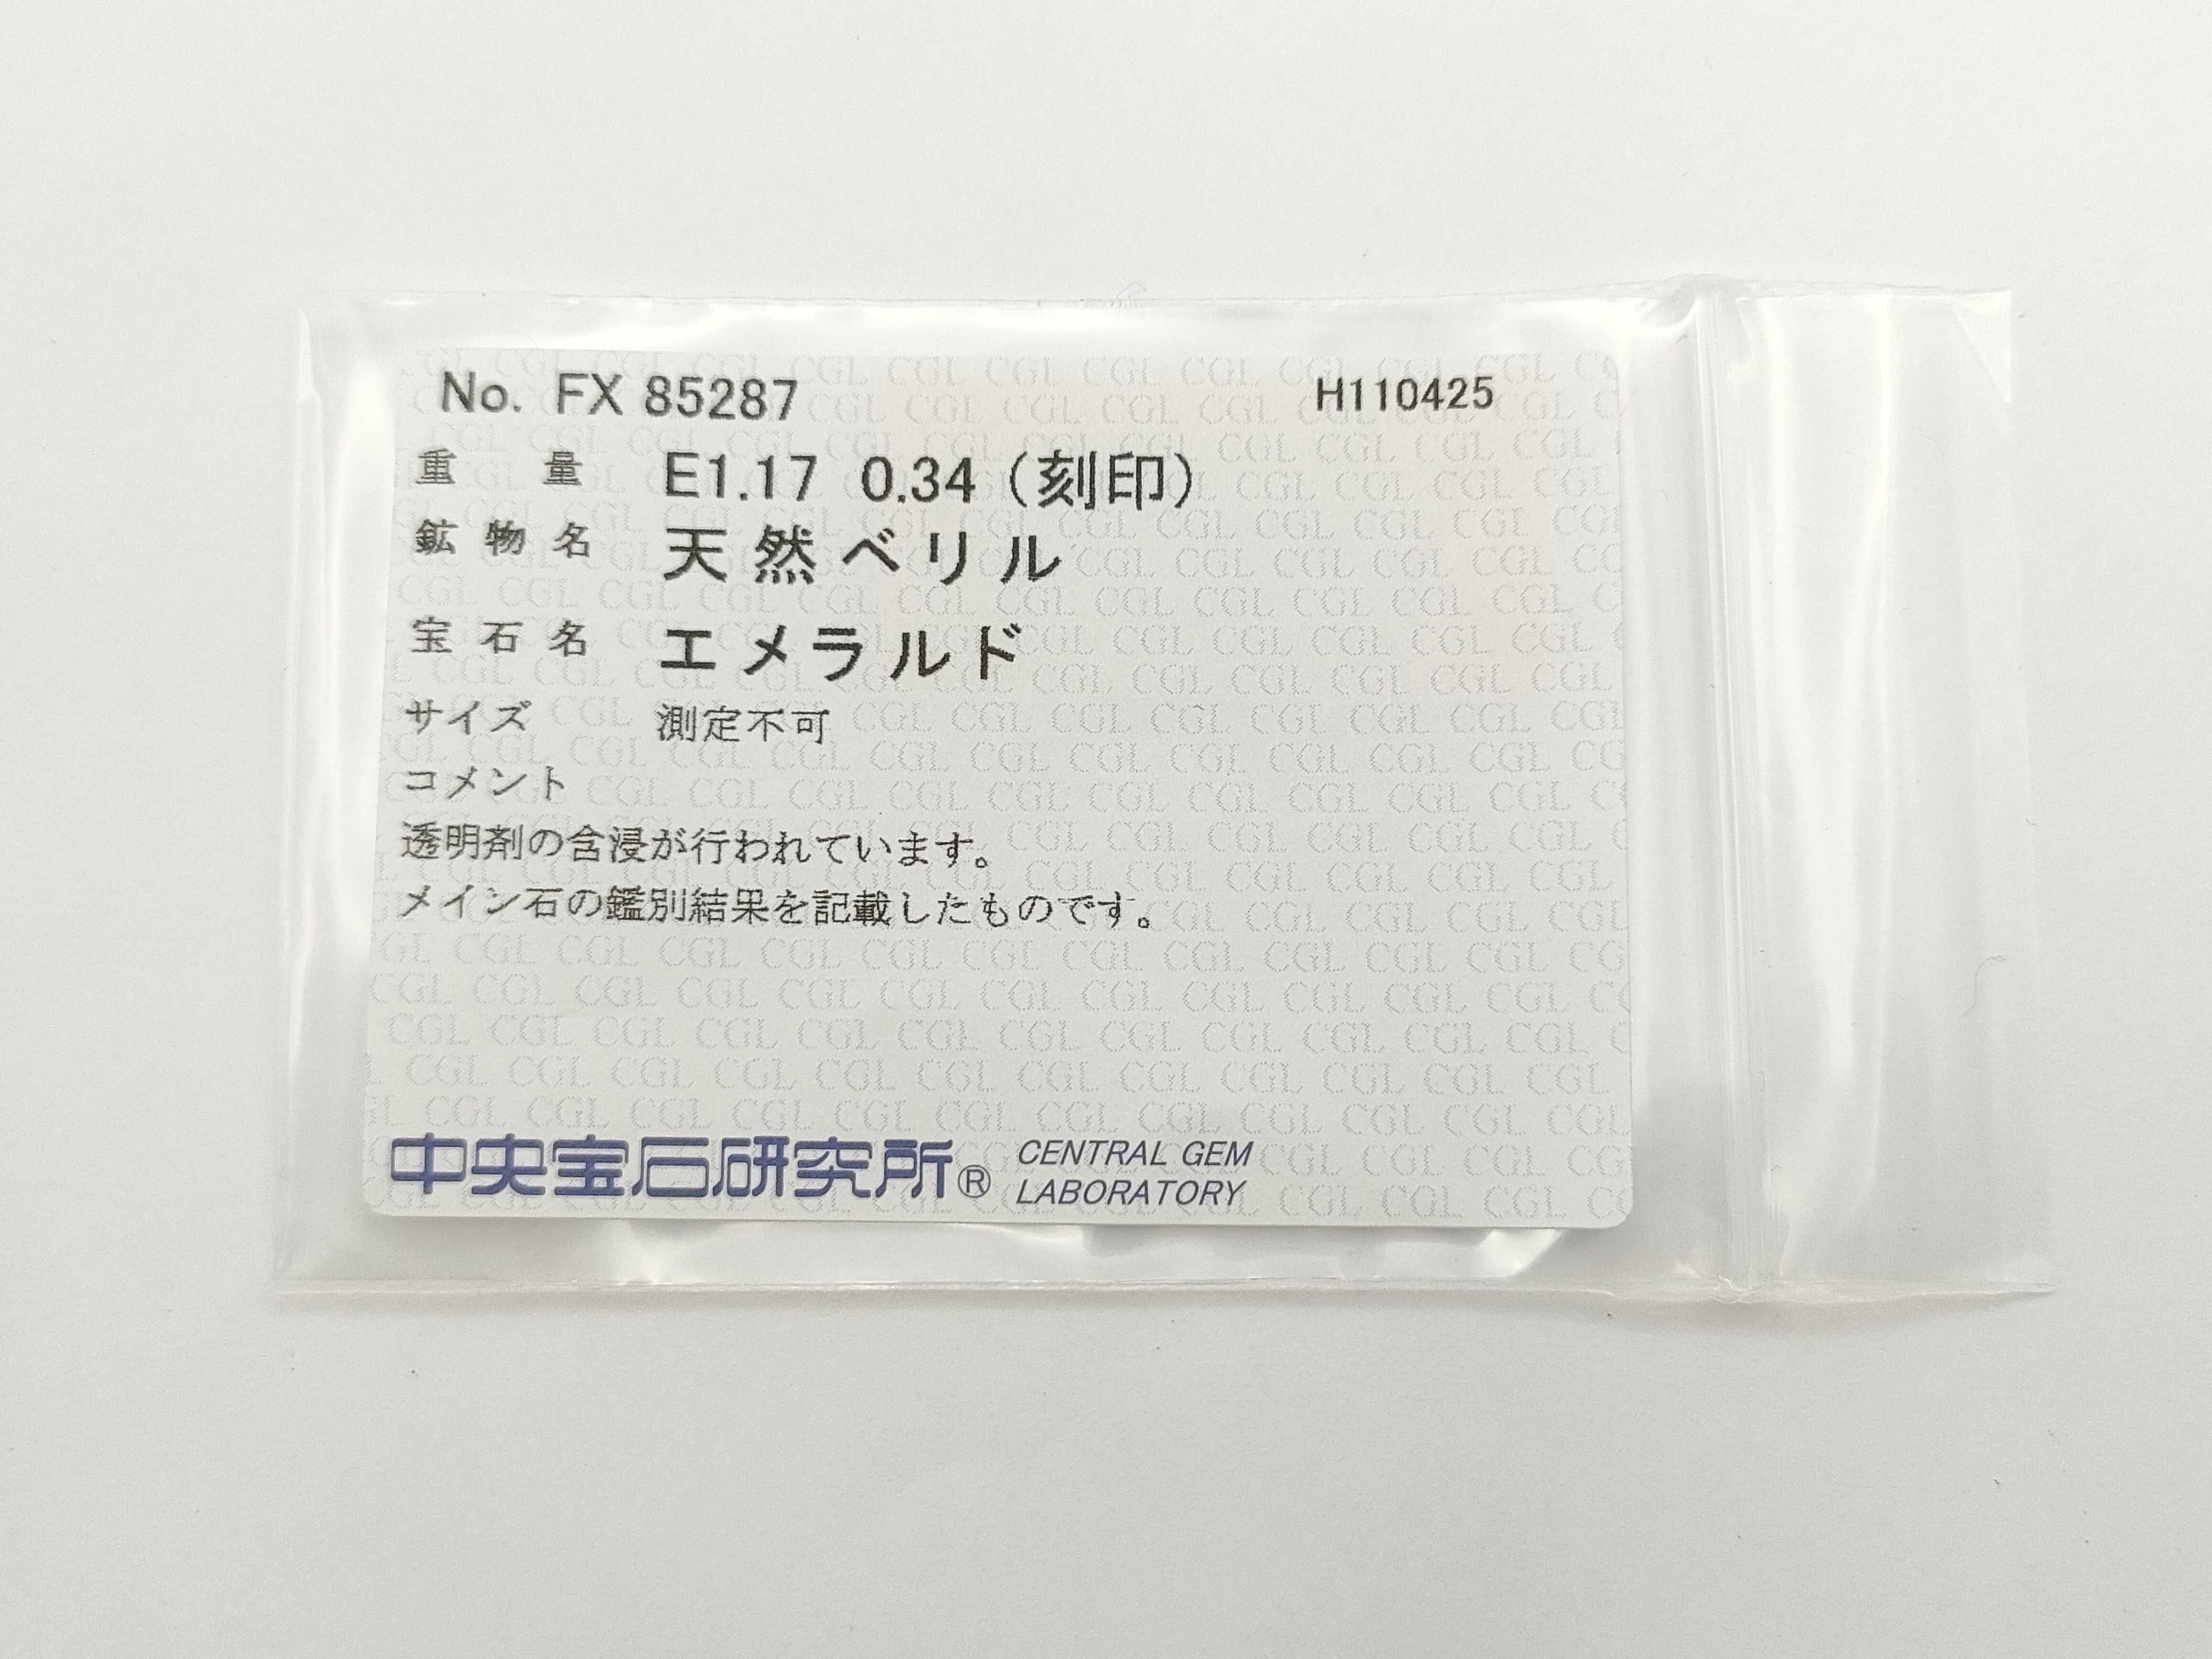 No. FX 85287 H110425
重量 E1.17 0.34 (刻印)
鉱物名 天然ベリル
宝石名 エメラルド
サイズ 測定不可
コメント
透明剤の含浸が行われています。
メイン石の鑑別結果を記載したものです。
中央宝石研究所® CENTRAL GEM
LABORATORY